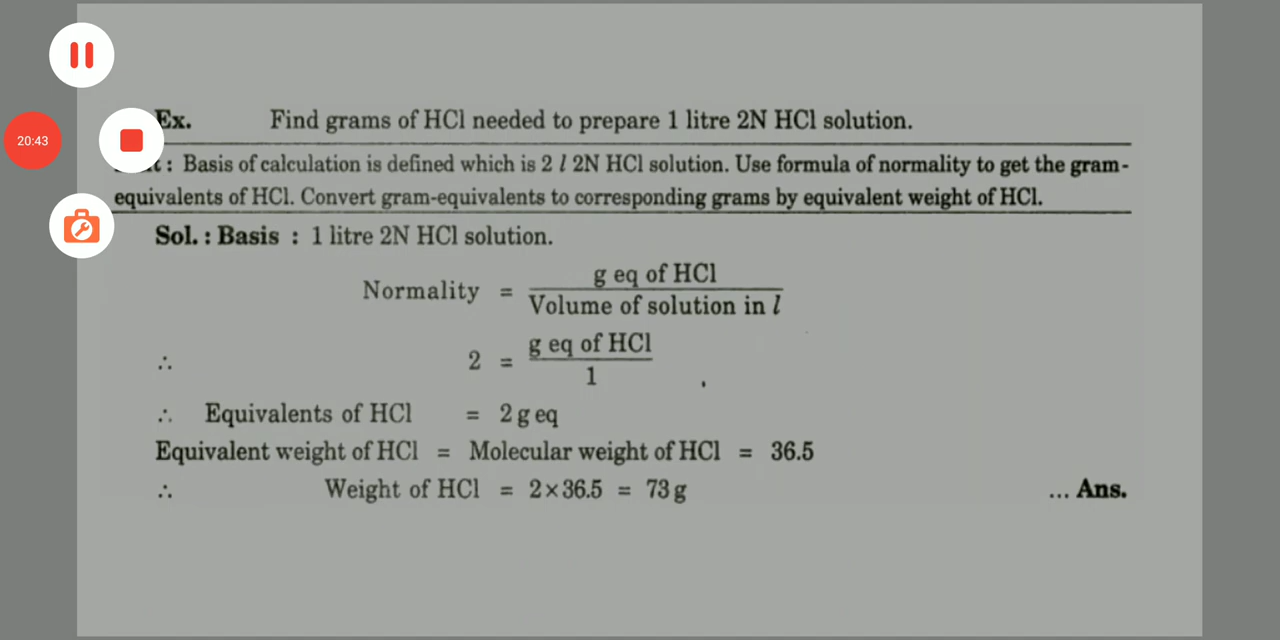 20:43
Ex. Find grams of HCl needed to prepare 1 litre 2N HCl solution.
: Basis of calculation is defined which is 2 l 2N HCl solution. Use formula of normality to get the gram-
equivalents of HCl. Convert gram-equivalents to corresponding grams by equivalent weight of HCl.
Sol. : Basis : 1 litre 2N HCl solution.
Normality = g eq of HCl / Volume of solution in l
∴ 2 = g eq of HCl / 1
∴ Equivalents of HCl = 2 g eq
Equivalent weight of HCl = Molecular weight of HCl = 36.5
∴ Weight of HCl = 2 × 36.5 = 73 g ... Ans.